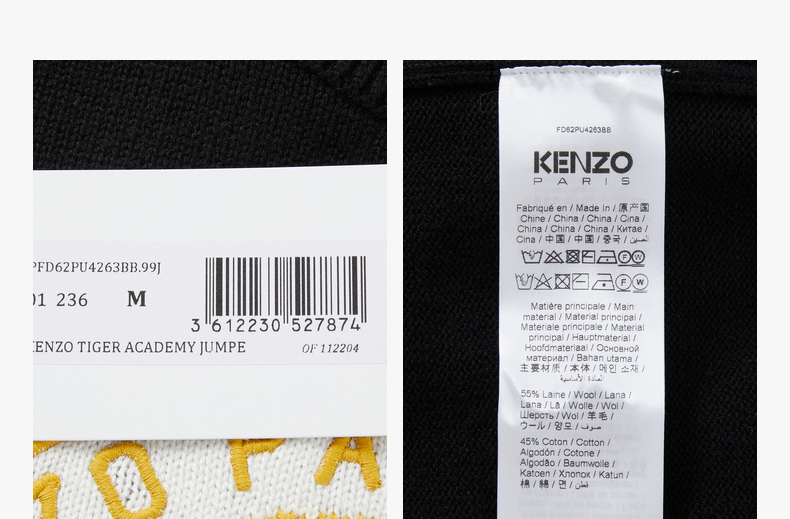 PFD62PU4263BB.99J
01 236 M
3 612230 527874
KENZO TIGER ACADEMY JUMPE
OF 112204
ZO PA
FD62PU4263BB
KENZO
PARIS
Fabriqué en / Made In / 原产国
Chine / China / China / Cina /
China / China / China / Китае /
Cina / 中国 / 中国 / 중국 / الصين
F W
F W
Matière principale / Main
material / Material principal /
Materiale principale / Material
principal / Hauptmaterial /
Hoofdmateriaal / Основной
материал / Bahan utama /
主要材质 / 本体 / 메인 소재 /
المادة الأساسية
55% Laine / Wool / Lana /
Lana / Lã / Wolle / Wol /
Шерсть / Wol / 羊毛 /
ウール / 양모 / صوف
45% Coton / Cotton /
Algodón / Cotone /
Algodão / Baumwolle /
Katoen / Хлопок / Katun /
棉 / 綿 / 면 / قطن